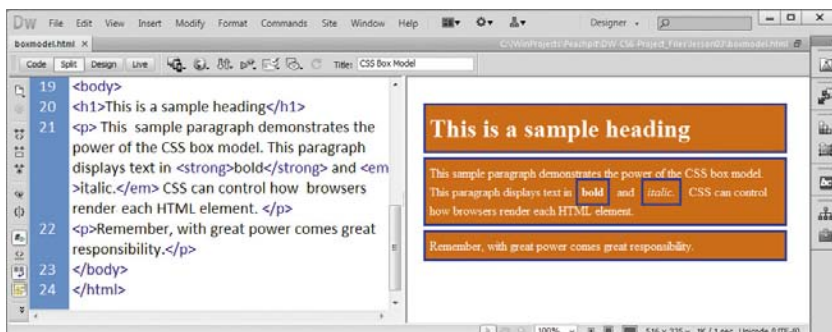 DW File Edit View Insert Modify Format Commands Site Window Help Designer
boxmodel.html ×
Code Split Design Live Title: CSS Box Model
19 <body>
20 <h1>This is a sample heading</h1>
21 <p> This sample paragraph demonstrates the
power of the CSS box model. This paragraph
displays text in <strong>bold</strong> and <em
>italic.</em> CSS can control how browsers
render each HTML element. </p>
22 <p>Remember, with great power comes great
responsibility.</p>
23 </body>
24 </html>
This is a sample heading
This sample paragraph demonstrates the power of the CSS box model.
This paragraph displays text in bold and italic. CSS can control
how browsers render each HTML element.
Remember, with great power comes great responsibility.
100%